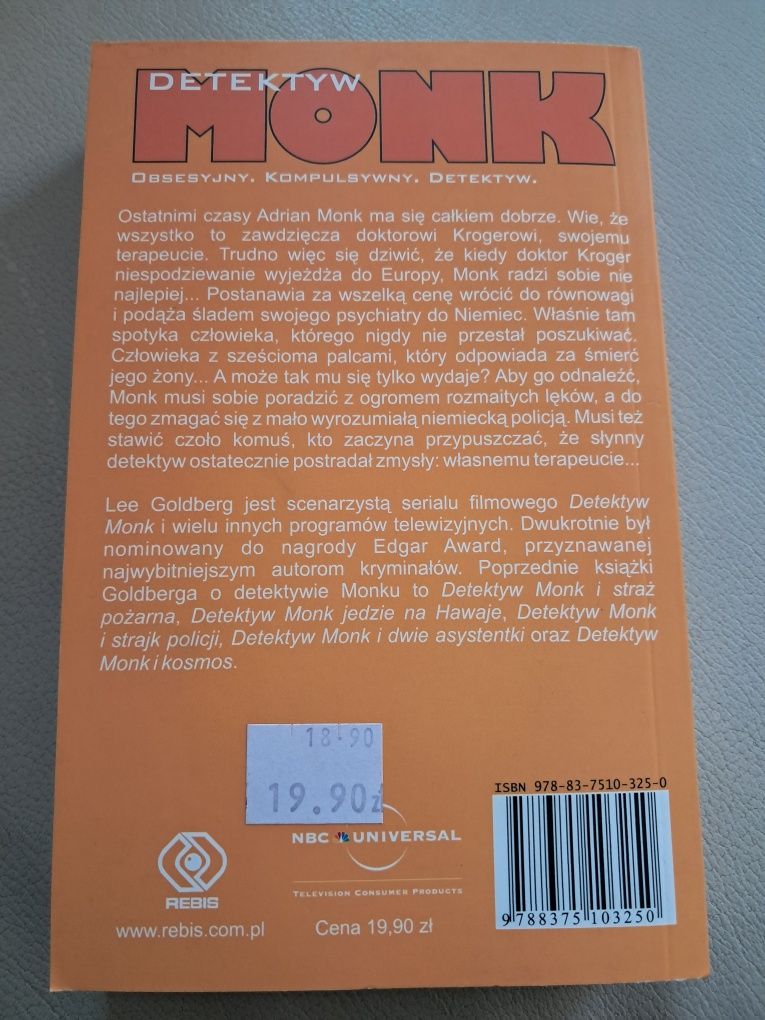 DETEKTYW
MONK
OBSESYJNY. KOMPULSYWNY. DETEKTYW.
Ostatnimi czasy Adrian Monk ma się całkiem dobrze. Wie, że
wszystko to zawdzięcza doktorowi Krogerowi, swojemu
terapeucie. Trudno więc się dziwić, że kiedy doktor Kroger
niespodziewanie wyjeżdża do Europy, Monk radzi sobie nie
najlepiej... Postanawia za wszelką cenę wrócić do równowagi
i podąża śladem swojego psychiatry do Niemiec. Właśnie tam
spotyka człowieka, którego nigdy nie przestał poszukiwać.
Człowieka z sześcioma palcami, który odpowiada za śmierć
jego żony... A może tak mu się tylko wydaje? Aby go odnaleźć,
Monk musi sobie poradzić z ogromem rozmaitych lęków, a do
tego zmagać się z mało wyrozumiałą niemiecką policją. Musi też
stawić czoło komuś, kto zaczyna przypuszczać, że słynny
detektyw ostatecznie postradał zmysły: własnemu terapeucie...
Lee Goldberg jest scenarzystą serialu filmowego Detektyw
Monk i wielu innych programów telewizyjnych. Dwukrotnie był
nominowany do nagrody Edgar Award, przyznawanej
najwybitniejszym autorom kryminałów. Poprzednie książki
Goldberga o detektywie Monku to Detektyw Monk i straż
pożarna, Detektyw Monk jedzie na Hawaje, Detektyw Monk
i strajk policji, Detektyw Monk i dwie asystentki oraz Detektyw
Monk i kosmos.
18.90
19.90zł
ISBN 978-83-7510-325-0
9 788375 103250
NBC UNIVERSAL
TELEVISION CONSUMER PRODUCTS
REBIS
www.rebis.com.pl
Cena 19,90 zł